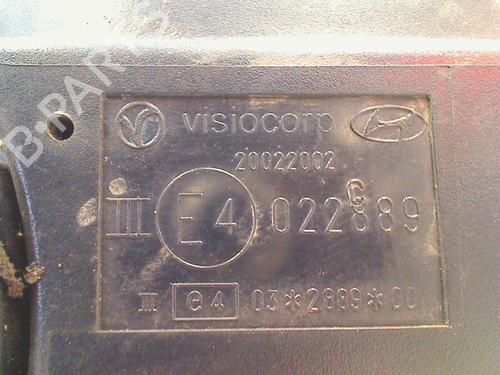 B-PARTS
visiocorp
20022002
III E4 022889
C
II e4 03*2889*00